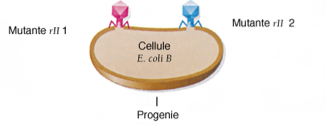 Mutante rII 1
Mutante rII 2
Cellule
E. coli B
Progenie